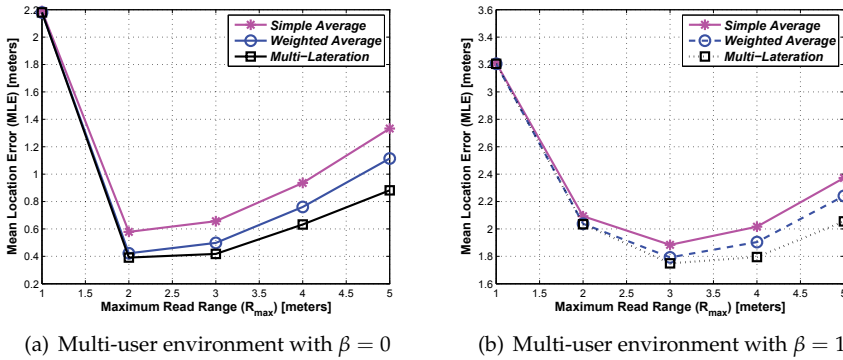 2.2
2
1.8
1.6
1.4
1.2
1
0.8
0.6
0.4
0.2
Mean Location Error (MLE) [meters]
Simple Average
Weighted Average
Multi−Lateration
1 1.5 2 2.5 3 3.5 4 4.5 5
Maximum Read Range (Rmax) [meters]
(a) Multi-user environment with β = 0
3.6
3.4
3.2
3
2.8
2.6
2.4
2.2
2
1.8
1.6
Mean Location Error (MLE) [meters]
Simple Average
Weighted Average
Multi−Lateration
1 1.5 2 2.5 3 3.5 4 4.5 5
Maximum Read Range (Rmax) [meters]
(b) Multi-user environment with β = 1